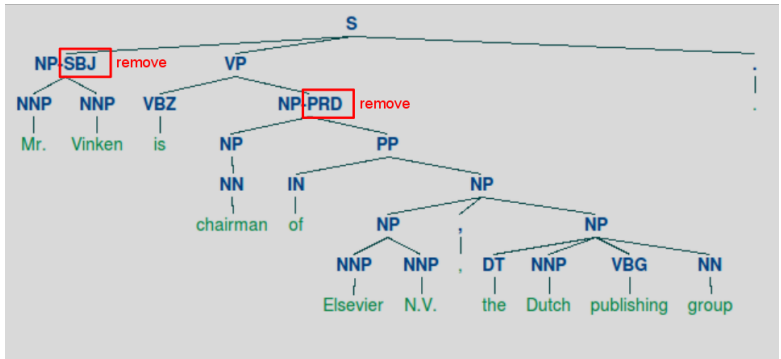 S
NP-SBJ remove VP .
NNP NNP VBZ NP-PRD remove .
Mr. Vinken is NP PP
NN IN NP
chairman of NP , NP
NNP NNP , DT NNP VBG NN
Elsevier N.V. the Dutch publishing group